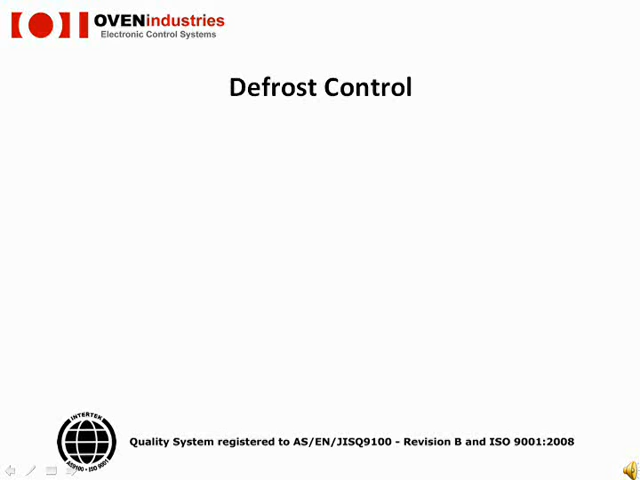 OVENindustries
Electronic Control Systems
Defrost Control
INTERTEK
AS9100 • ISO 9001
Quality System registered to AS/EN/JISQ9100 - Revision B and ISO 9001:2008